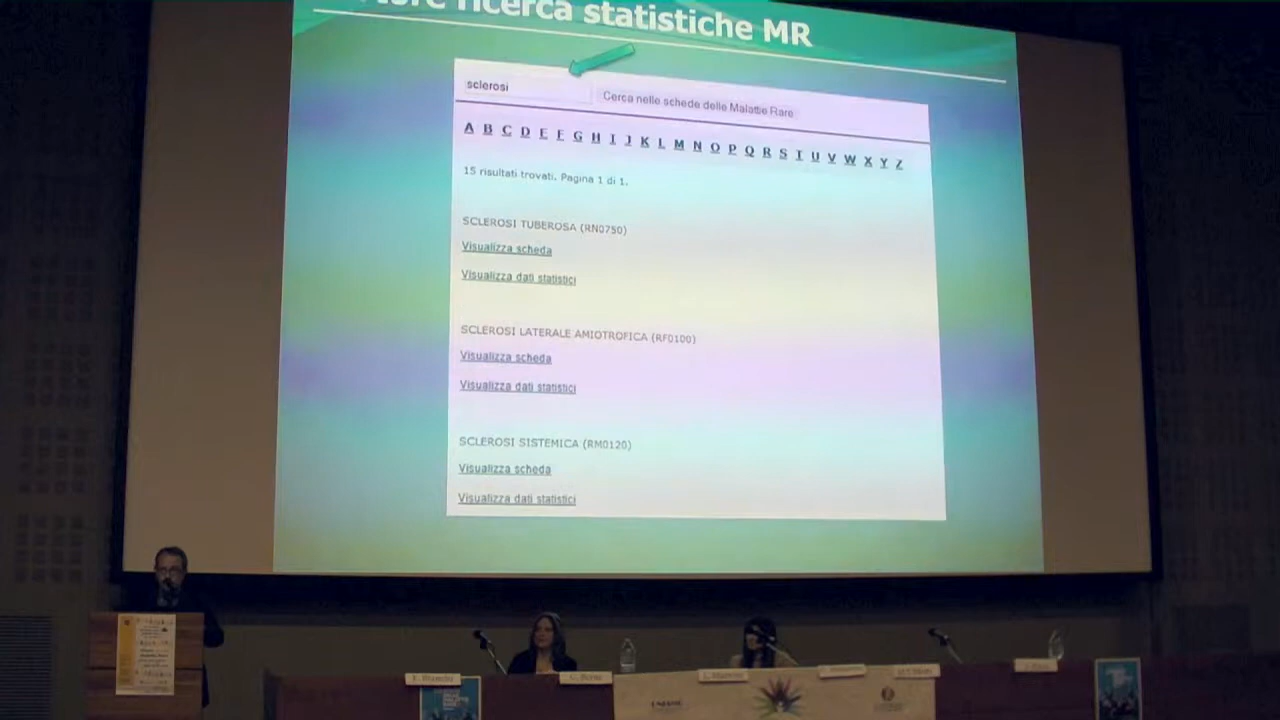 ricerca statistiche MR
sclerosi
Cerca nelle schede delle Malattie Rare
A B C D E F G H I J K L M N O P Q R S T U V W X Y Z
15 risultati trovati. Pagina 1 di 1.
SCLEROSI TUBEROSA (RN0750)
Visualizza scheda
Visualizza dati statistici
SCLEROSI LATERALE AMIOTROFICA (RF0100)
Visualizza scheda
Visualizza dati statistici
SCLEROSI SISTEMICA (RM0120)
Visualizza scheda
Visualizza dati statistici